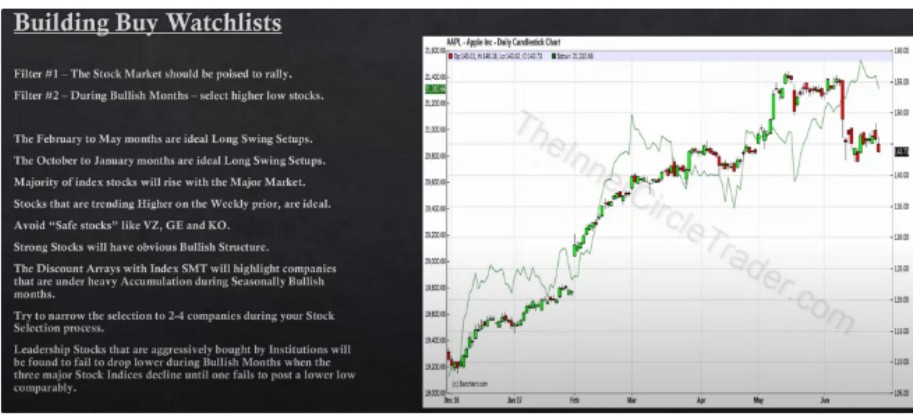 Building Buy Watchlists
Filter #1 – The Stock Market should be poised to rally.
Filter #2 – During Bullish Months – select higher low stocks.
The February to May months are ideal Long Swing Setups.
The October to January months are ideal Long Swing Setups.
Majority of index stocks will rise with the Major Market.
Stocks that are trending Higher on the Weekly prior, are ideal.
Avoid “Safe stocks” like VZ, GE and KO.
Strong Stocks will have obvious Bullish Structure.
The Discount Arrays with Index SMT will highlight companies
that are under heavy Accumulation during Seasonally Bullish
months.
Try to narrow the selection to 2-4 companies during your Stock
Selection process.
Leadership Stocks that are aggressively bought by Institutions will
be found to fail to drop lower during Bullish Months when the
three major Stock Indices decline until one fails to post a lower low
comparably.
AAPL - Apple Inc - Daily Candlestick Chart
TheInnerCircleTrader.com
(c) Barchart.com
Dec 16 Jan 17 Feb Mar Apr May Jun